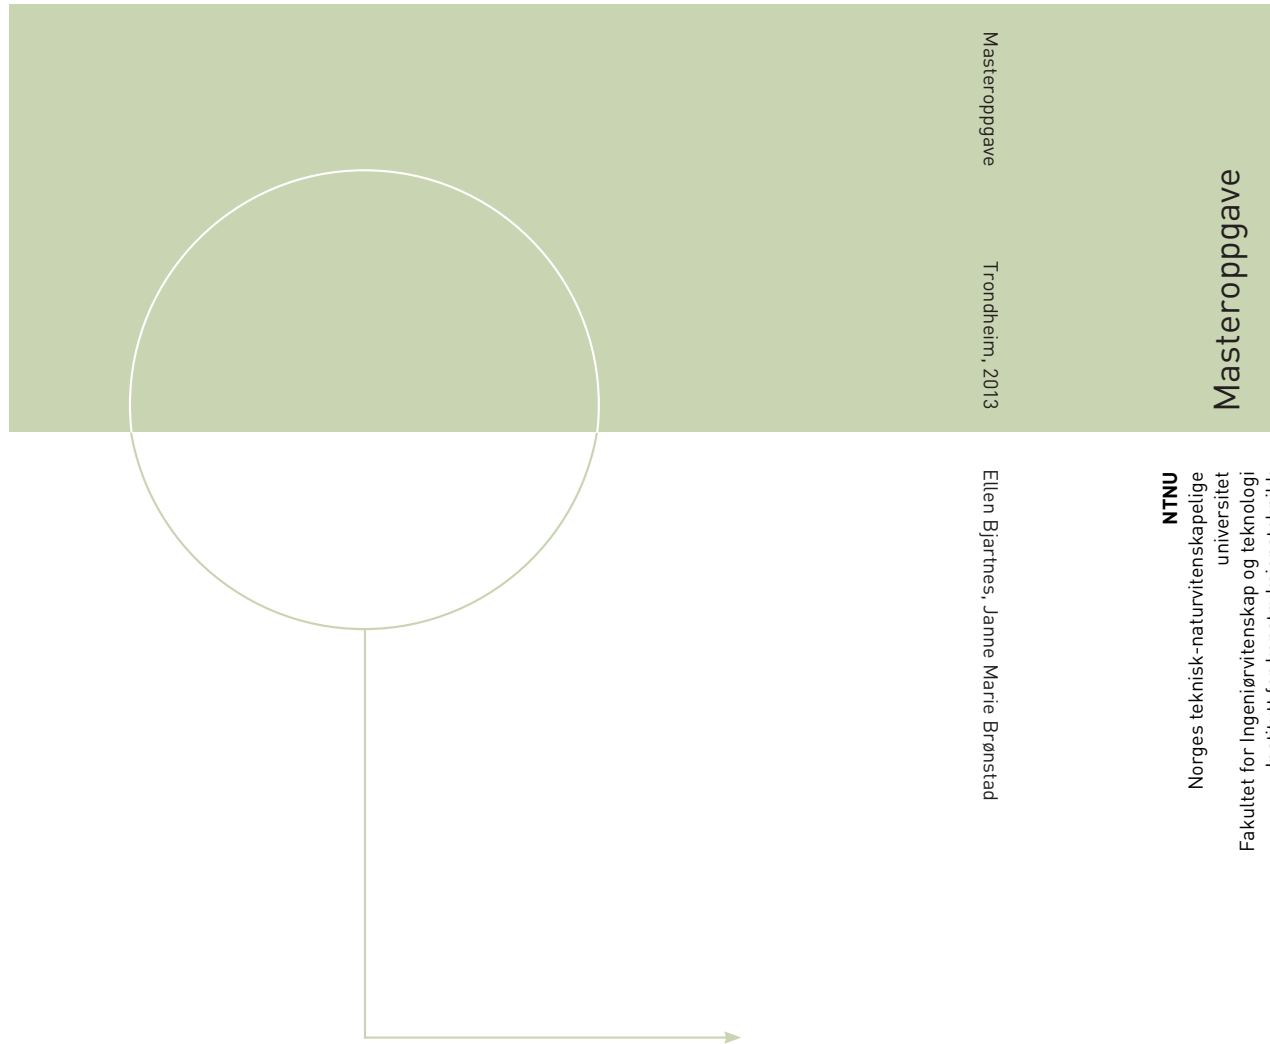 Masteroppgave
Trondheim, 2013
Ellen Bjartnes, Janne Marie Brønstad
Masteroppgave
NTNU
Norges teknisk-naturvitenskapelige
universitet
Fakultet for Ingeniørvitenskap og teknologi